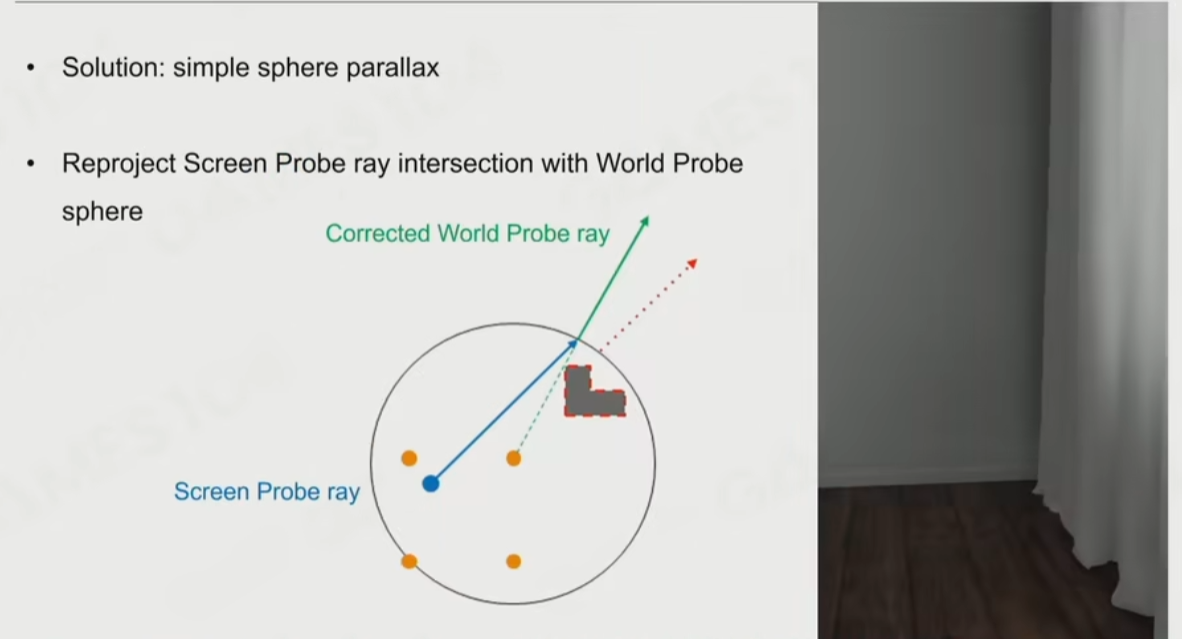 • Solution: simple sphere parallax
• Reproject Screen Probe ray intersection with World Probe
sphere
Corrected World Probe ray
Screen Probe ray